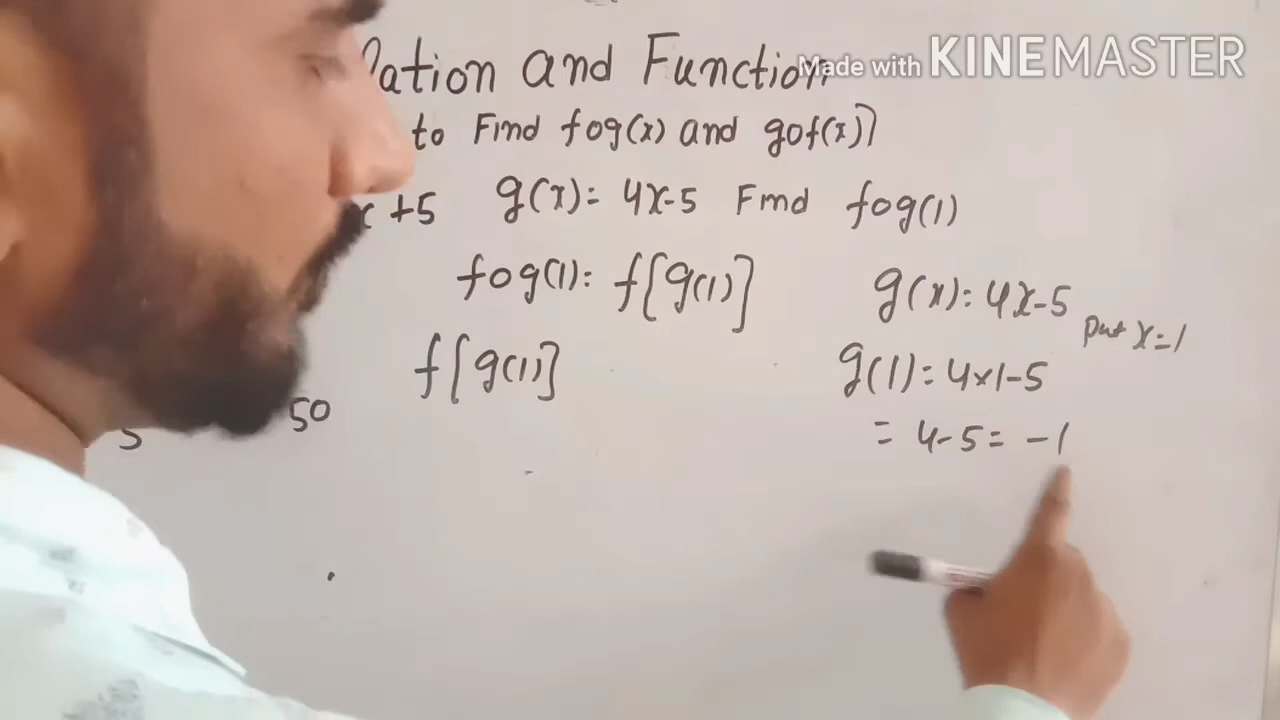 lation and Function
Made with KINEMASTER
to Find fog(x) and gof(x)]
x +5 g(x)= 4x-5 Find fog(1)
fog(1)= f[g(1)]
f[g(1)]
50
5
g(x)= 4x-5
put x=1
g(1)= 4×1-5
= 4-5= -1